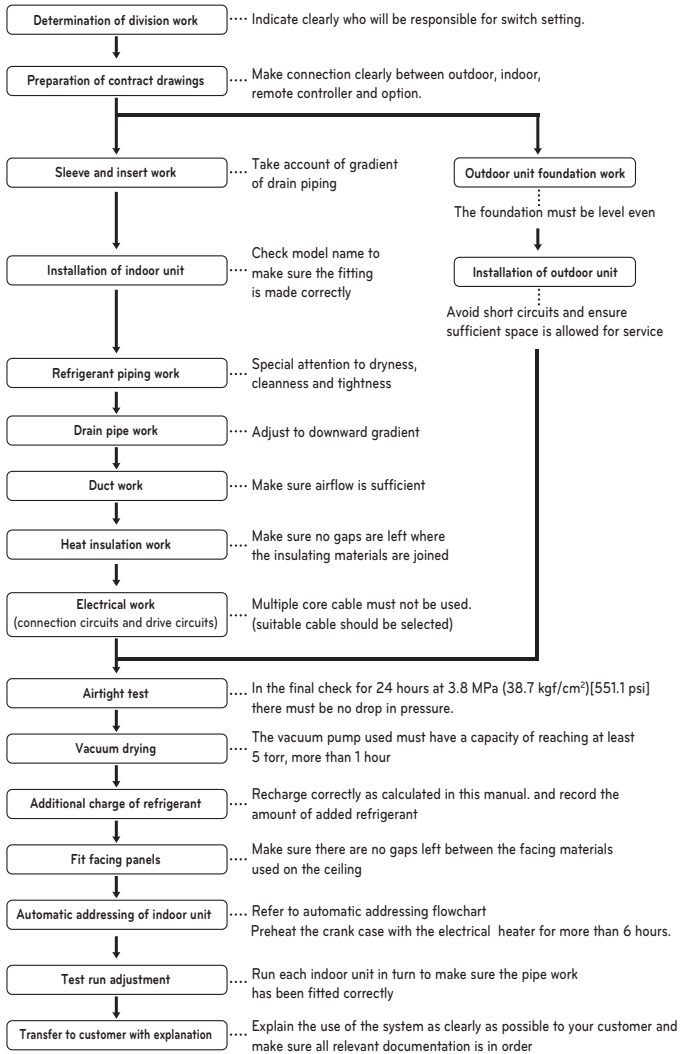 Determination of division work
Indicate clearly who will be responsible for switch setting.
Preparation of contract drawings
Make connection clearly between outdoor, indoor,
remote controller and option.
Sleeve and insert work
Take account of gradient
of drain piping
Outdoor unit foundation work
The foundation must be level even
Installation of indoor unit
Check model name to
make sure the fitting
is made correctly
Installation of outdoor unit
Avoid short circuits and ensure
sufficient space is allowed for service
Refrigerant piping work
Special attention to dryness,
cleanness and tightness
Drain pipe work
Adjust to downward gradient
Duct work
Make sure airflow is sufficient
Heat insulation work
Make sure no gaps are left where
the insulating materials are joined
Electrical work
(connection circuits and drive circuits)
Multiple core cable must not be used.
(suitable cable should be selected)
Airtight test
In the final check for 24 hours at 3.8 MPa (38.7 kgf/cm²)[551.1 psi]
there must be no drop in pressure.
Vacuum drying
The vacuum pump used must have a capacity of reaching at least
5 torr, more than 1 hour
Additional charge of refrigerant
Recharge correctly as calculated in this manual. and record the
amount of added refrigerant
Fit facing panels
Make sure there are no gaps left between the facing materials
used on the ceiling
Automatic addressing of indoor unit
Refer to automatic addressing flowchart
Preheat the crank case with the electrical heater for more than 6 hours.
Test run adjustment
Run each indoor unit in turn to make sure the pipe work
has been fitted correctly
Transfer to customer with explanation
Explain the use of the system as clearly as possible to your customer and
make sure all relevant documentation is in order